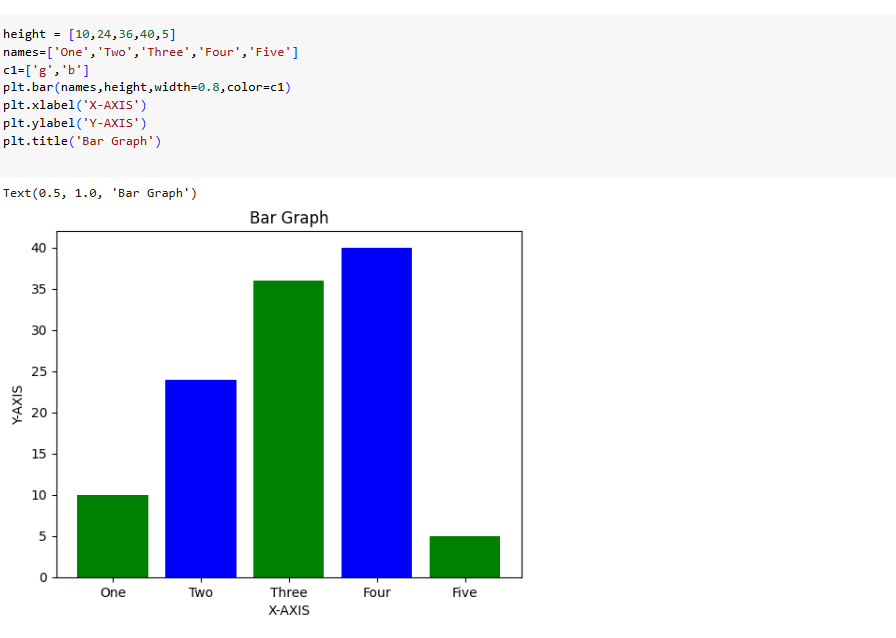 height = [10,24,36,40,5]
names=['One','Two','Three','Four','Five']
c1=['g','b']
plt.bar(names,height,width=0.8,color=c1)
plt.xlabel('X-AXIS')
plt.ylabel('Y-AXIS')
plt.title('Bar Graph')
Text(0.5, 1.0, 'Bar Graph')
Bar Graph
40
35
30
25
20
15
10
5
0
Y-AXIS
One Two Three Four Five
X-AXIS